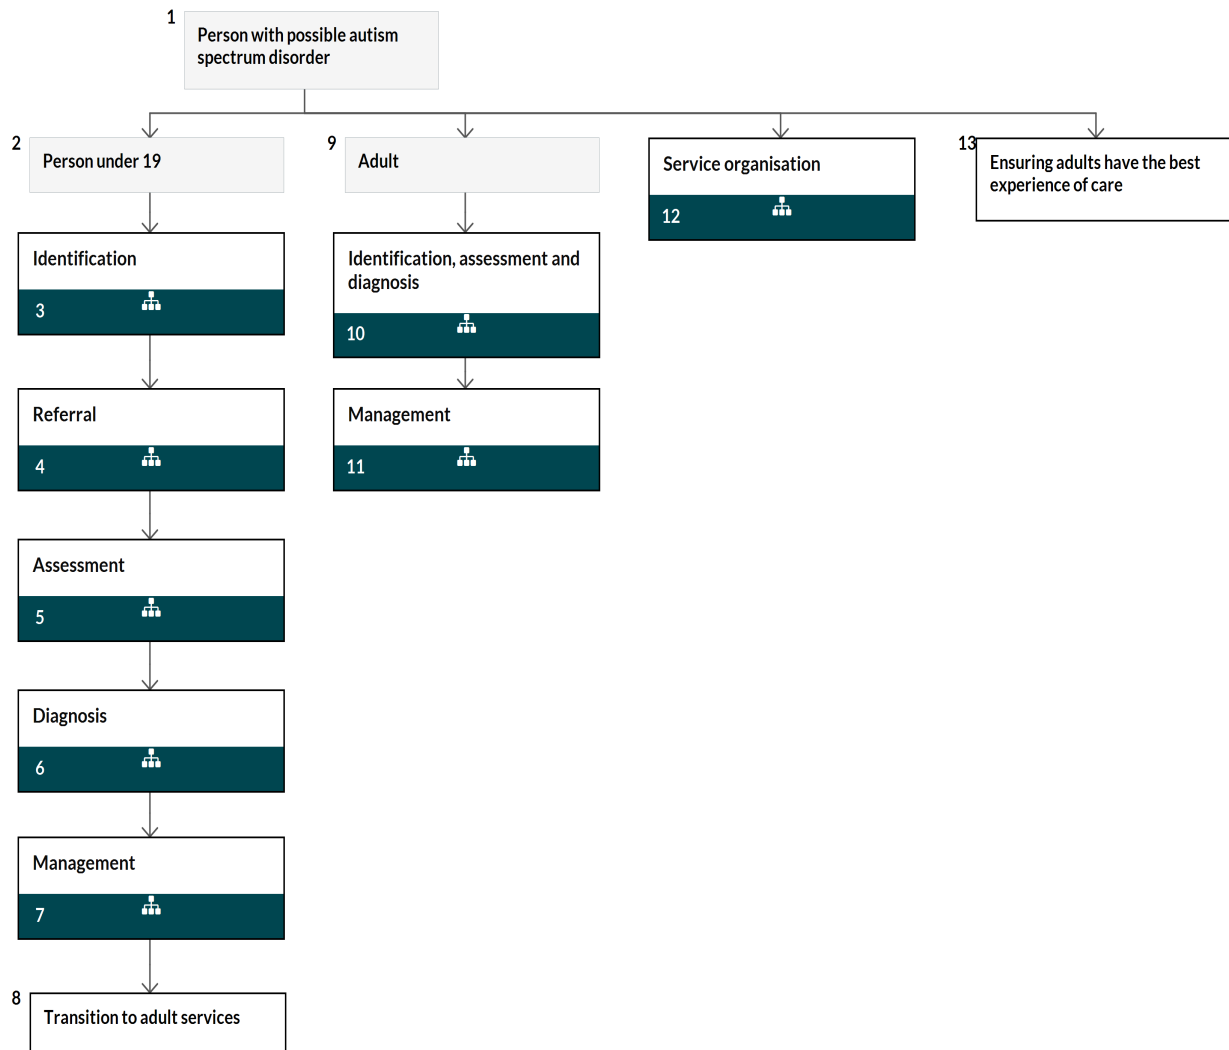 1
Person with possible autism
spectrum disorder
2
Person under 19
9
Adult
Service organisation
12
13
Ensuring adults have the best
experience of care
Identification
3
Identification, assessment and
diagnosis
10
Referral
4
Management
11
Assessment
5
Diagnosis
6
Management
7
8
Transition to adult services